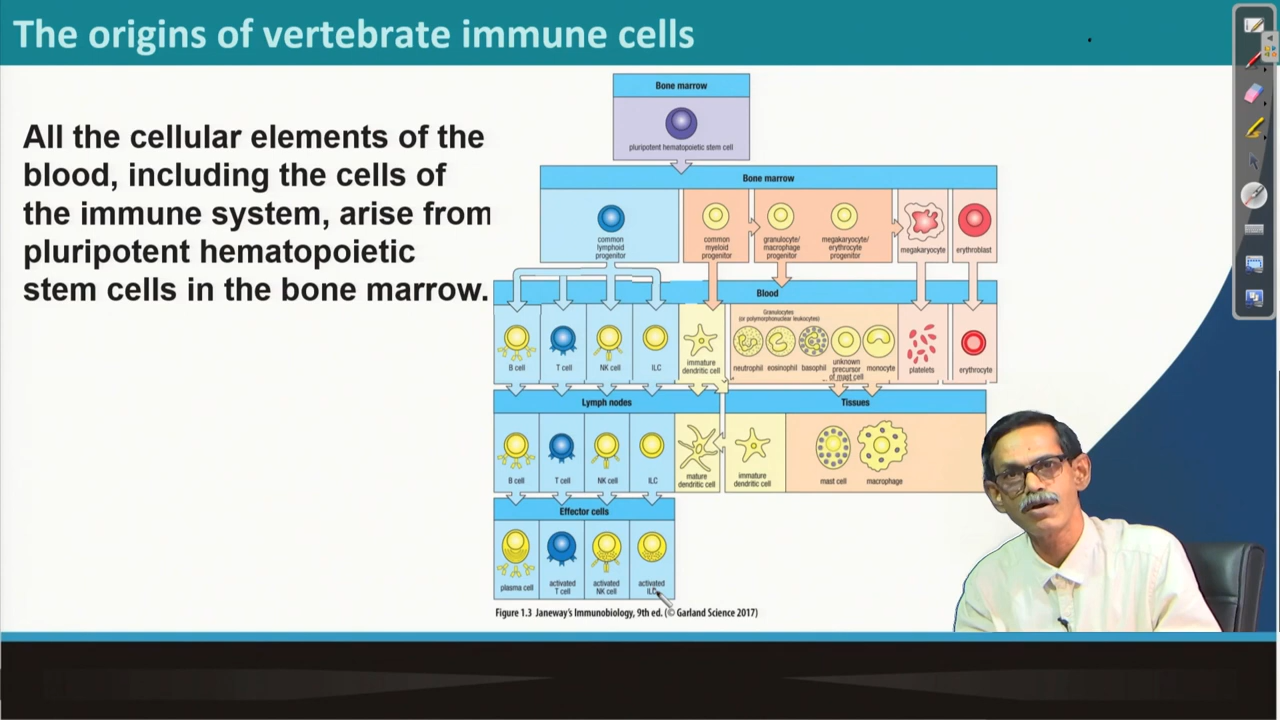 The origins of vertebrate immune cells
All the cellular elements of the
blood, including the cells of
the immune system, arise from
pluripotent hematopoietic
stem cells in the bone marrow.
Bone marrow
pluripotent hematopoietic stem cell
Bone marrow
common
lymphoid
progenitor
common
myeloid
progenitor
granulocyte/
macrophage
progenitor
megakaryocyte/
erythrocyte
progenitor
megakaryocyte
erythroblast
Blood
Granulocytes
(or polymorphonuclear leukocytes)
B cell
T cell
NK cell
ILC
immature
dendritic cell
neutrophil
eosinophil
basophil
unknown
precursor
of mast cell
monocyte
platelets
erythrocyte
Lymph nodes
Tissues
B cell
T cell
NK cell
ILC
mature
dendritic cell
immature
dendritic cell
mast cell
macrophage
Effector cells
plasma cell
activated
T cell
activated
NK cell
activated
ILC
Figure 1.3 Janeway's Immunobiology, 9th ed. (© Garland Science 2017)